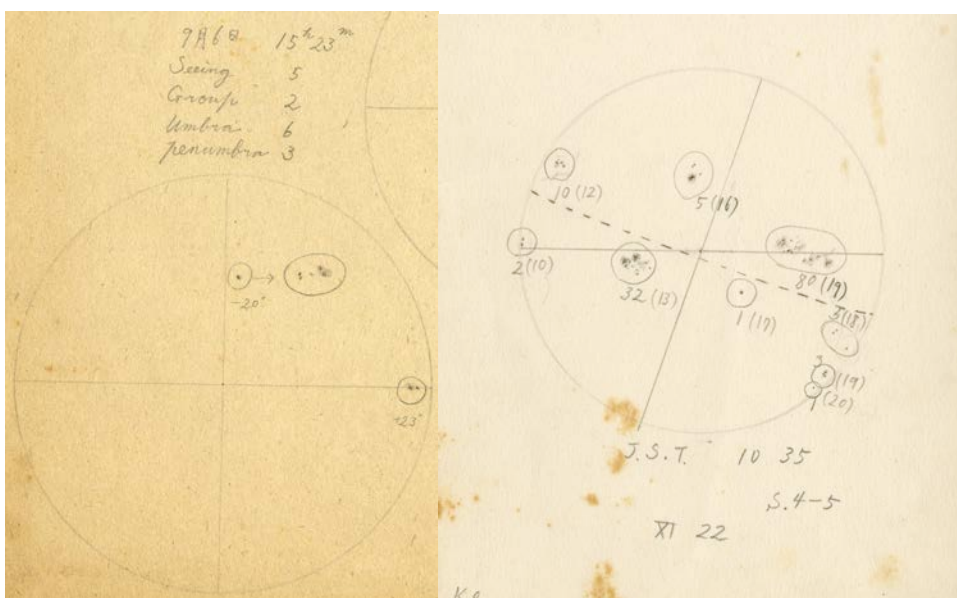 9月6日 15h 23m
Seeing 5
Group 2
Umbra 6
penumbra 3
-20°
+23°
10 (12)
5 (16)
2 (10)
32 (13)
80 (19)
1 (17)
3 (18)
3 (19)
1 (20)
J.S.T. 10 35
S.4-5
XI 22